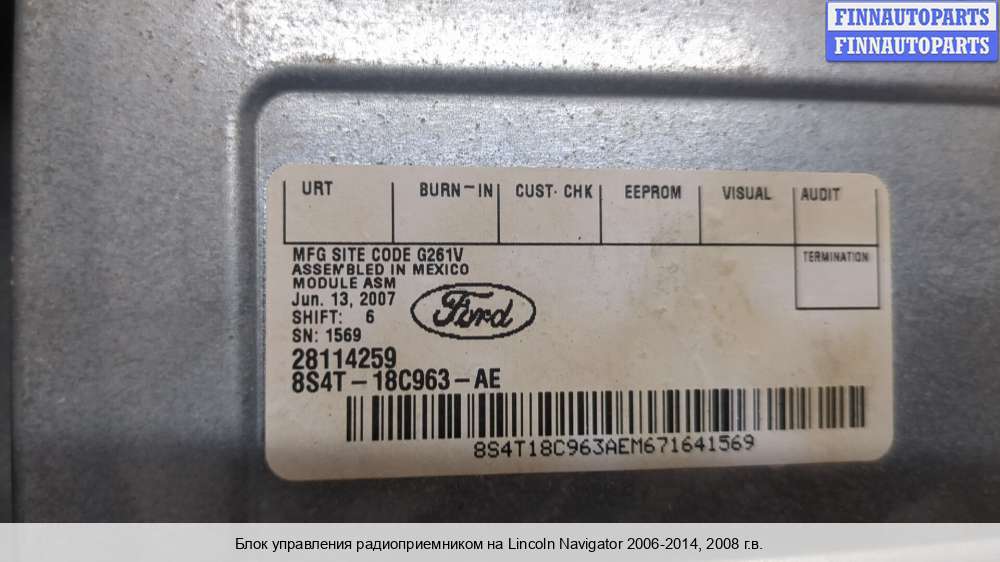 FINNAUTOPARTS
FINNAUTOPARTS
URT BURN-IN CUST. CHK EEPROM VISUAL AUDIT
MFG SITE CODE G261V
TERMINATION
ASSEMBLED IN MEXICO
MODULE ASM
Jun. 13, 2007
SHIFT: 6
Ford
SN: 1569
28114259
8S4T-18C963-AE
8S4T18C963AEM671641569
Блок управления радиоприемником на Lincoln Navigator 2006-2014, 2008 г.в.